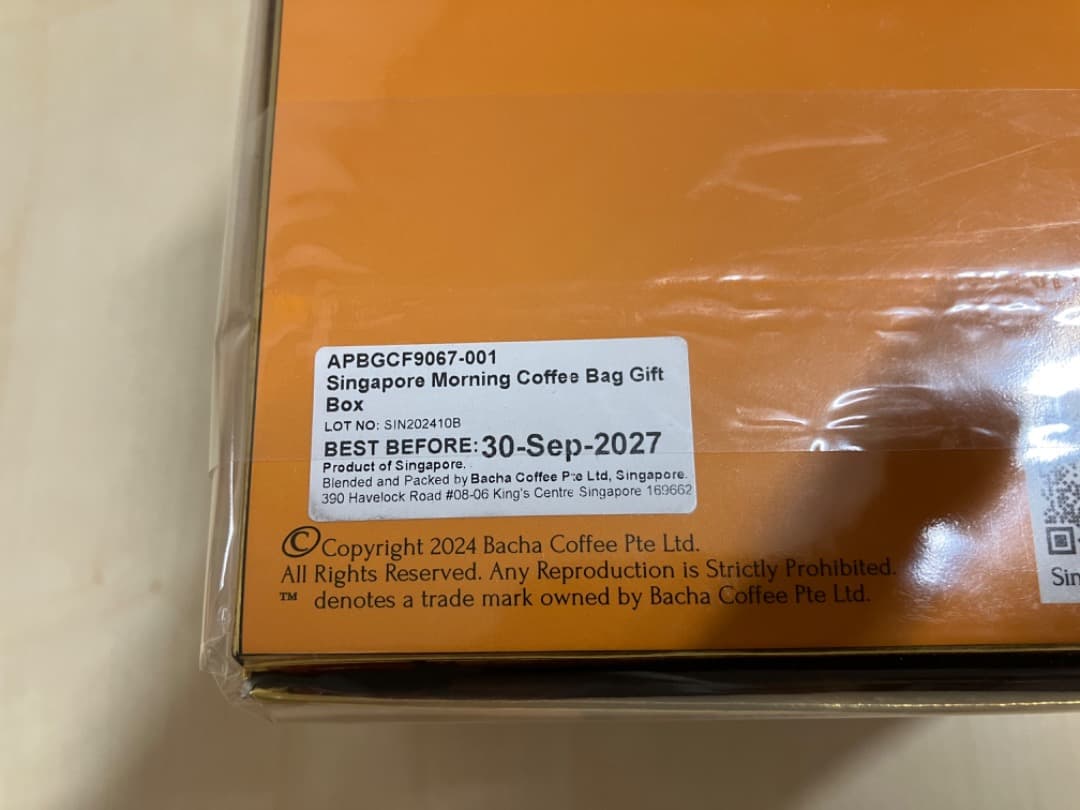 APBGCF9067-001
Singapore Morning Coffee Bag Gift
Box
LOT NO: SIN202410B
BEST BEFORE: 30-Sep-2027
Product of Singapore.
Blended and Packed by Bacha Coffee Pte Ltd, Singapore.
390 Havelock Road #08-06 King's Centre Singapore 169662
© Copyright 2024 Bacha Coffee Pte Ltd.
All Rights Reserved. Any Reproduction is Strictly Prohibited.
™ denotes a trade mark owned by Bacha Coffee Pte Ltd.
Sin